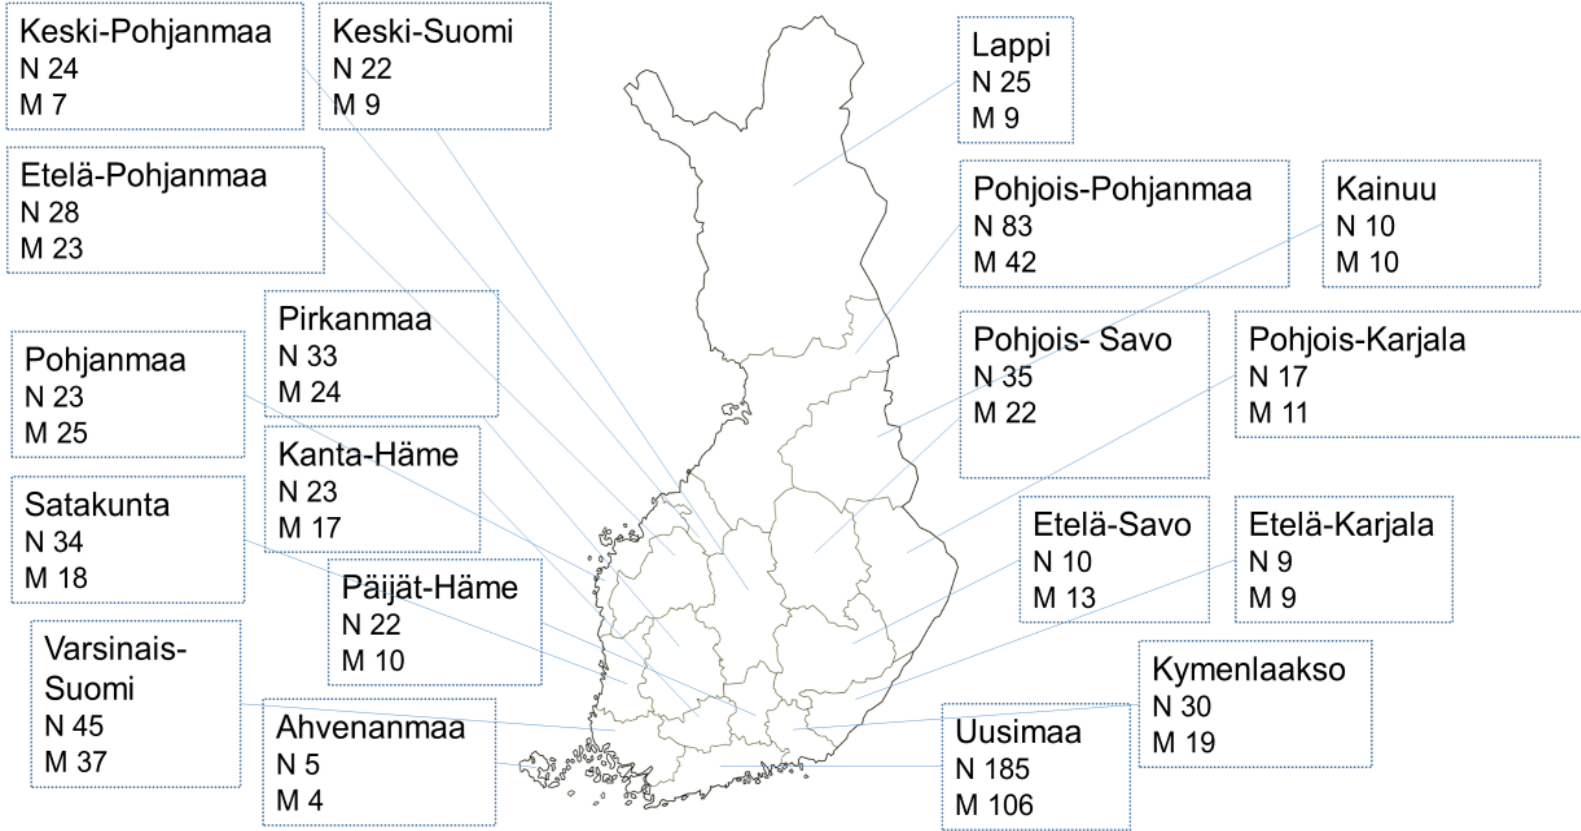 Keski-Pohjanmaa
N 24
M 7
Keski-Suomi
N 22
M 9
Lappi
N 25
M 9
Etelä-Pohjanmaa
N 28
M 23
Pohjois-Pohjanmaa
N 83
M 42
Kainuu
N 10
M 10
Pirkanmaa
N 33
M 24
Pohjanmaa
N 23
M 25
Pohjois- Savo
N 35
M 22
Pohjois-Karjala
N 17
M 11
Kanta-Häme
N 23
M 17
Satakunta
N 34
M 18
Etelä-Savo
N 10
M 13
Etelä-Karjala
N 9
M 9
Päijät-Häme
N 22
M 10
Varsinais-
Suomi
N 45
M 37
Kymenlaakso
N 30
M 19
Ahvenanmaa
N 5
M 4
Uusimaa
N 185
M 106